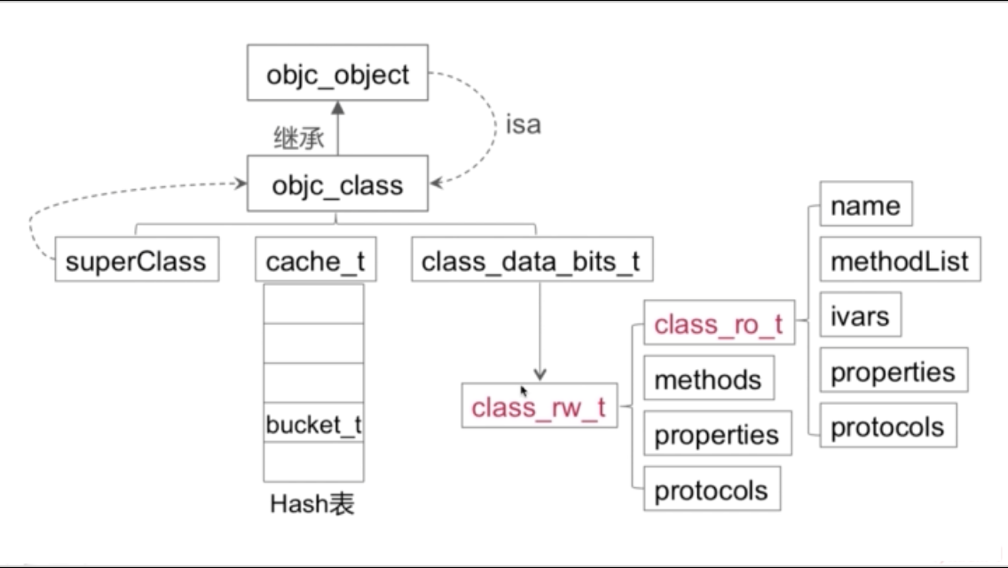 objc_object
继承
isa
objc_class
superClass
cache_t
class_data_bits_t
bucket_t
Hash表
class_rw_t
class_ro_t
methods
properties
protocols
name
methodList
ivars
properties
protocols